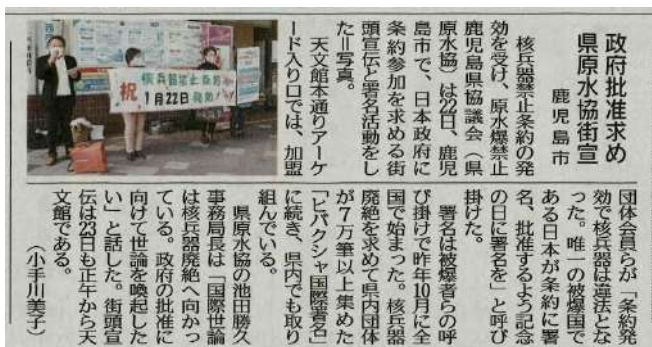 政府批准求め
県原水協街宣
鹿児島市
核兵器禁止条約の発
効を受け、原水爆禁止
鹿児島県協議会（県
原水協）は22日、鹿児
島市で、日本政府に
条約参加を求める街
頭宣伝と署名活動をし
た＝写真。
天文館本通りアーケ
ード入り口では、加盟
団体会員らが「条約発
効で核兵器は違法とな
った。唯一の被爆国で
ある日本が条約に署
名、批准するよう記念
の日に署名を」と呼び
掛けた。
署名は被爆者らの呼
び掛けで昨年10月に全
国で始まった。核兵器
廃絶を求めて県内団体
が７万筆以上集めた
「ヒバクシャ国際署名」
に続き、県内でも取り
組んでいる。
県原水協の池田勝久
事務局長は「国際世論
は核兵器廃絶へ向かっ
ている。政府の批准に
向けて世論を喚起した
い」と話した。街頭宣
伝は23日も正午から天
文館である。
（小手川美子）
祝
核兵器禁止条約
1月22日発効